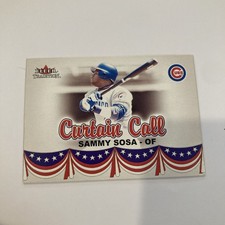 Fleer
TRADITION
Curtain Call
SAMMY SOSA - OF